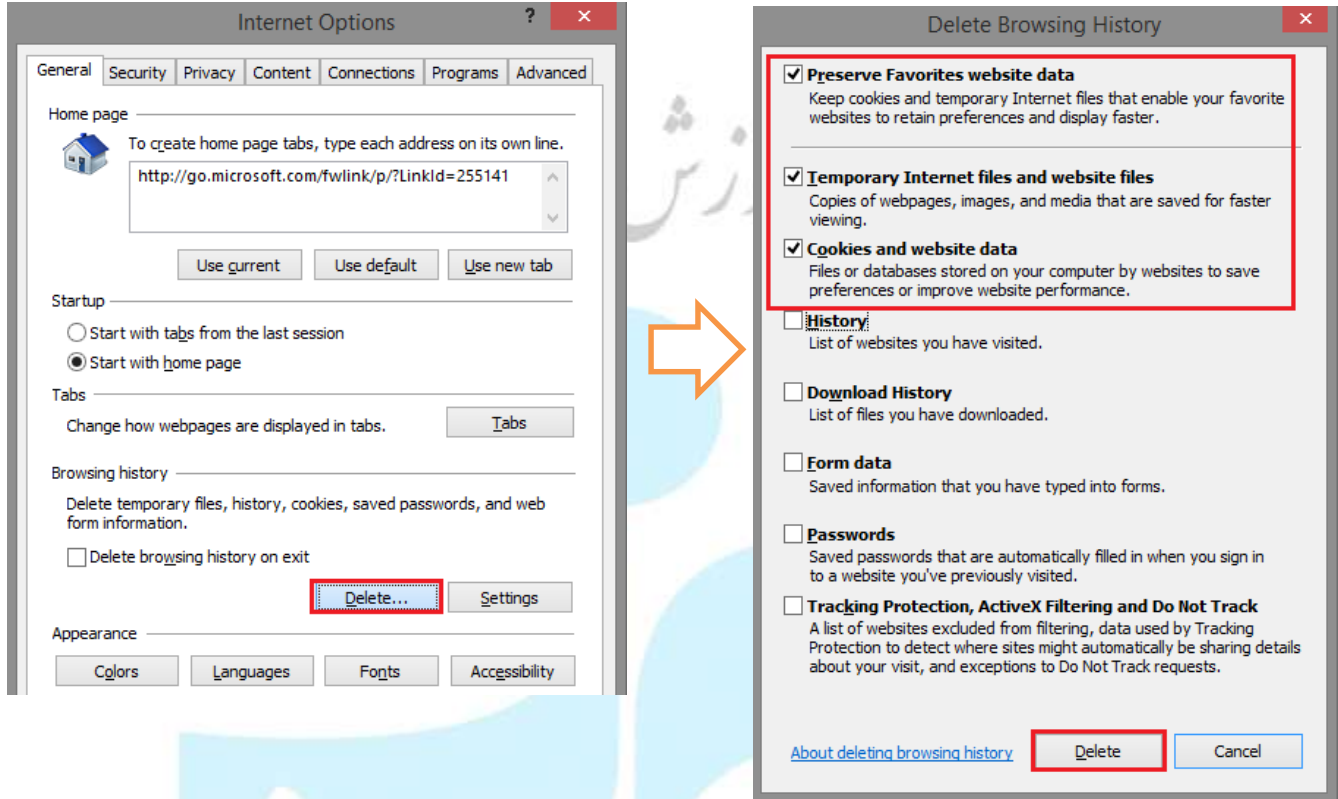 Internet Options
?
×
General Security Privacy Content Connections Programs Advanced
Home page
To create home page tabs, type each address on its own line.
http://go.microsoft.com/fwlink/p/?LinkId=255141
Use current Use default Use new tab
Startup
Start with tabs from the last session
Start with home page
Tabs
Change how webpages are displayed in tabs.
Tabs
Browsing history
Delete temporary files, history, cookies, saved passwords, and web
form information.
Delete browsing history on exit
Delete... Settings
Appearance
Colors Languages Fonts Accessibility
Delete Browsing History
×
Preserve Favorites website data
Keep cookies and temporary Internet files that enable your favorite
websites to retain preferences and display faster.
Temporary Internet files and website files
Copies of webpages, images, and media that are saved for faster
viewing.
Cookies and website data
Files or databases stored on your computer by websites to save
preferences or improve website performance.
History
List of websites you have visited.
Download History
List of files you have downloaded.
Form data
Saved information that you have typed into forms.
Passwords
Saved passwords that are automatically filled in when you sign in
to a website you've previously visited.
Tracking Protection, ActiveX Filtering and Do Not Track
A list of websites excluded from filtering, data used by Tracking
Protection to detect where sites might automatically be sharing details
about your visit, and exceptions to Do Not Track requests.
About deleting browsing history
Delete Cancel